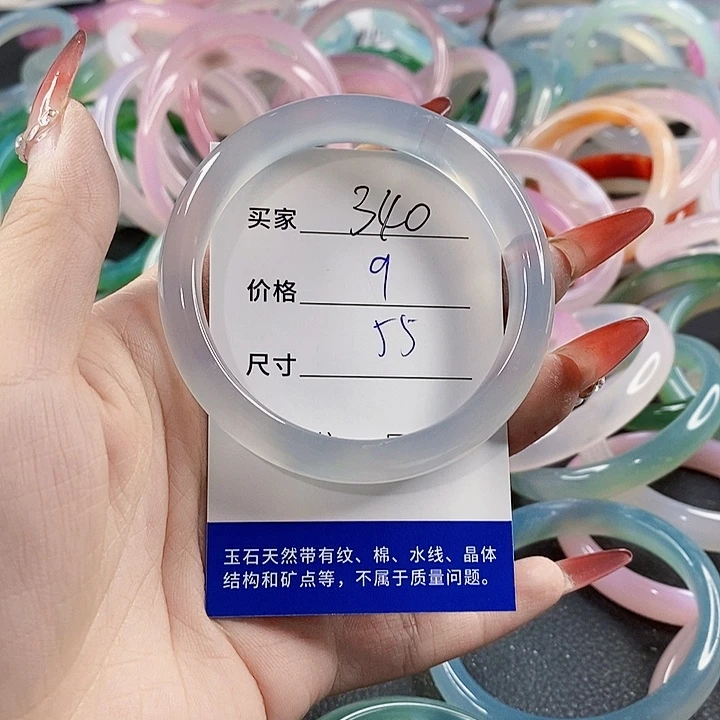 买家 340
价格 9
尺寸 55
玉石天然带有纹、棉、水线、晶体
结构和矿点等，不属于质量问题。